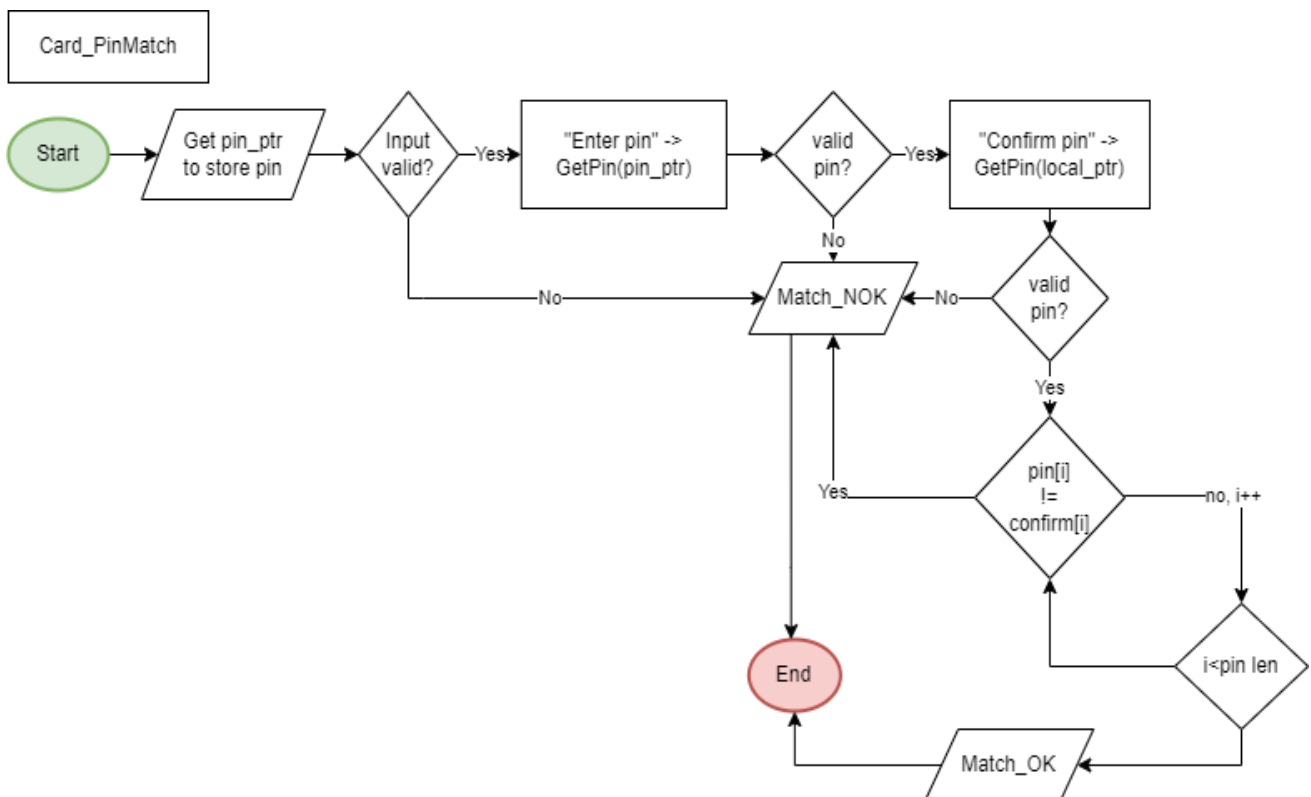 Card_PinMatch
Start
Get pin_ptr
to store pin
Input
valid?
Yes
"Enter pin" ->
GetPin(pin_ptr)
valid
pin?
Yes
"Confirm pin" ->
GetPin(local_ptr)
No
No
Match_NOK
No
valid
pin?
Yes
pin[i]
!=
confirm[i]
Yes
no, i++
End
i<pin len
Match_OK